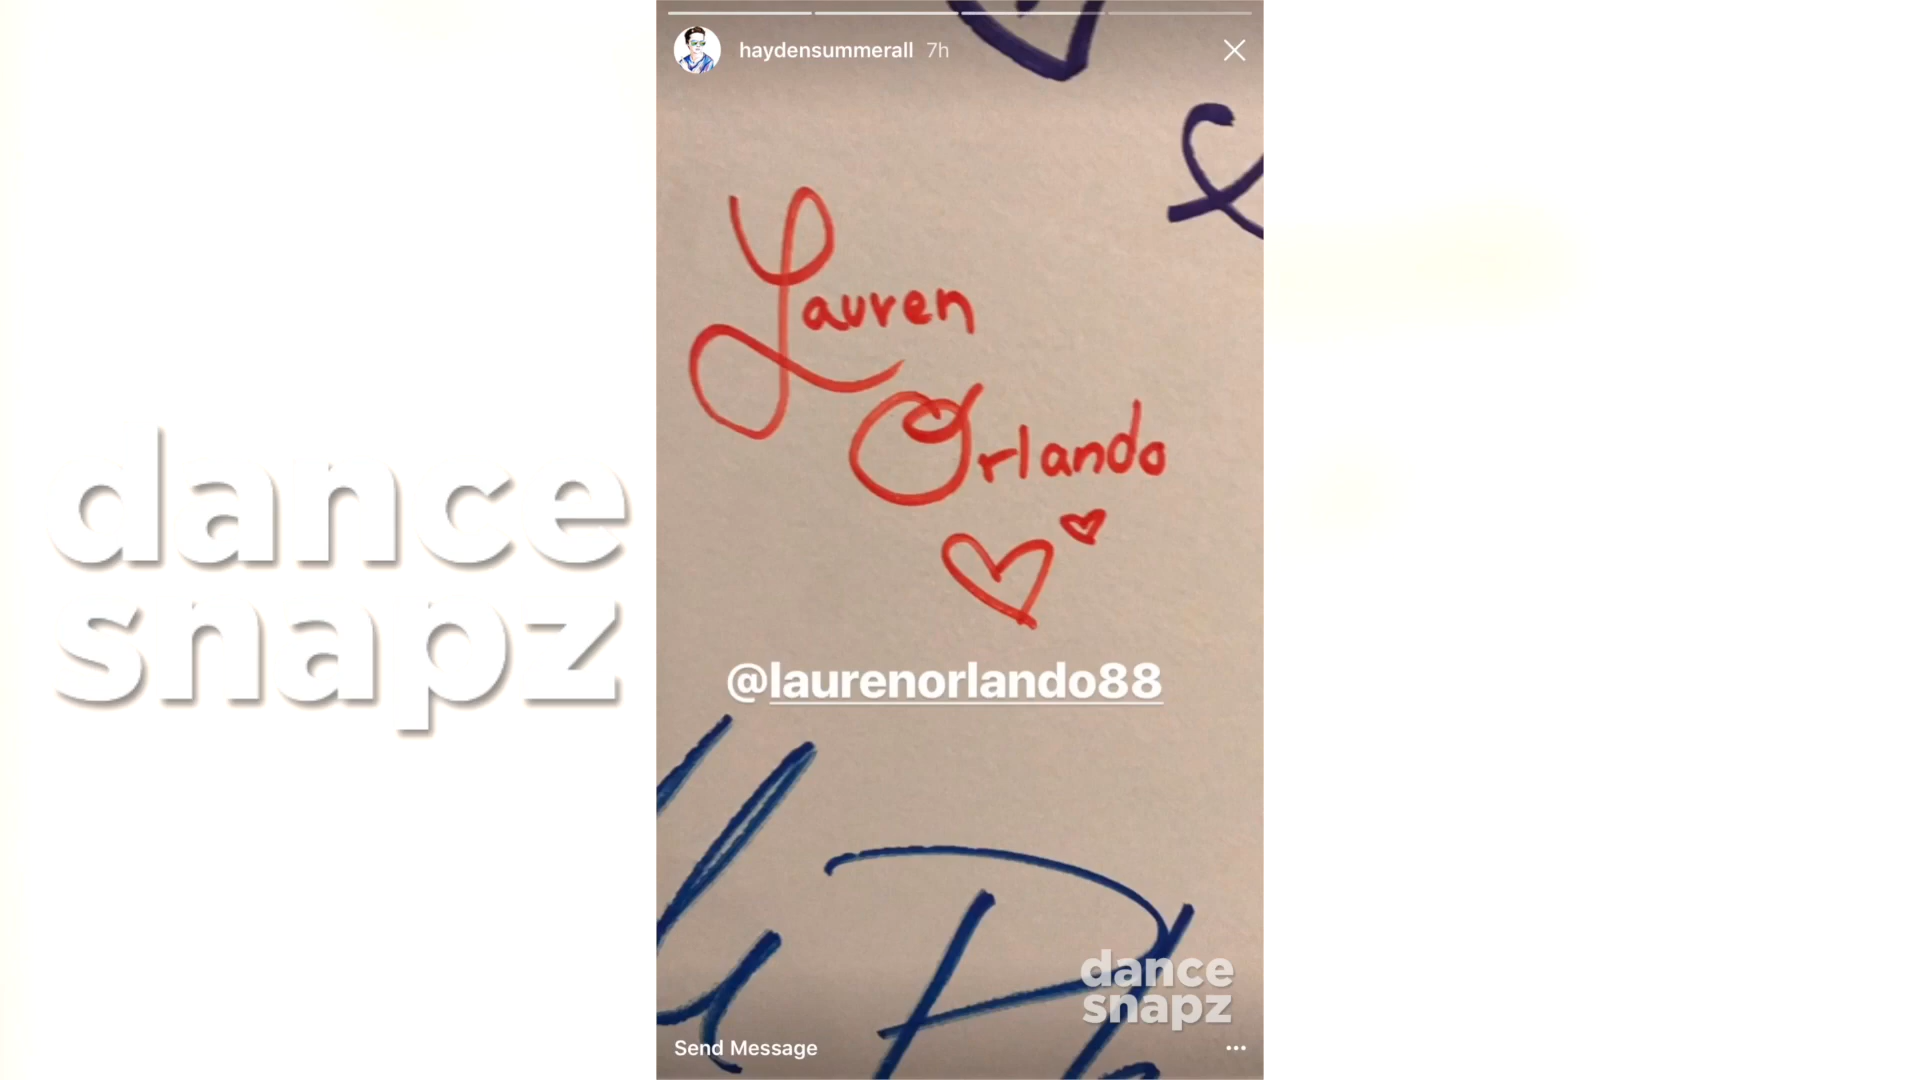 haydensummerall 7h
Lauren
Orlando
@laurenorlando88
dance
snapz
dance
snapz
Send Message